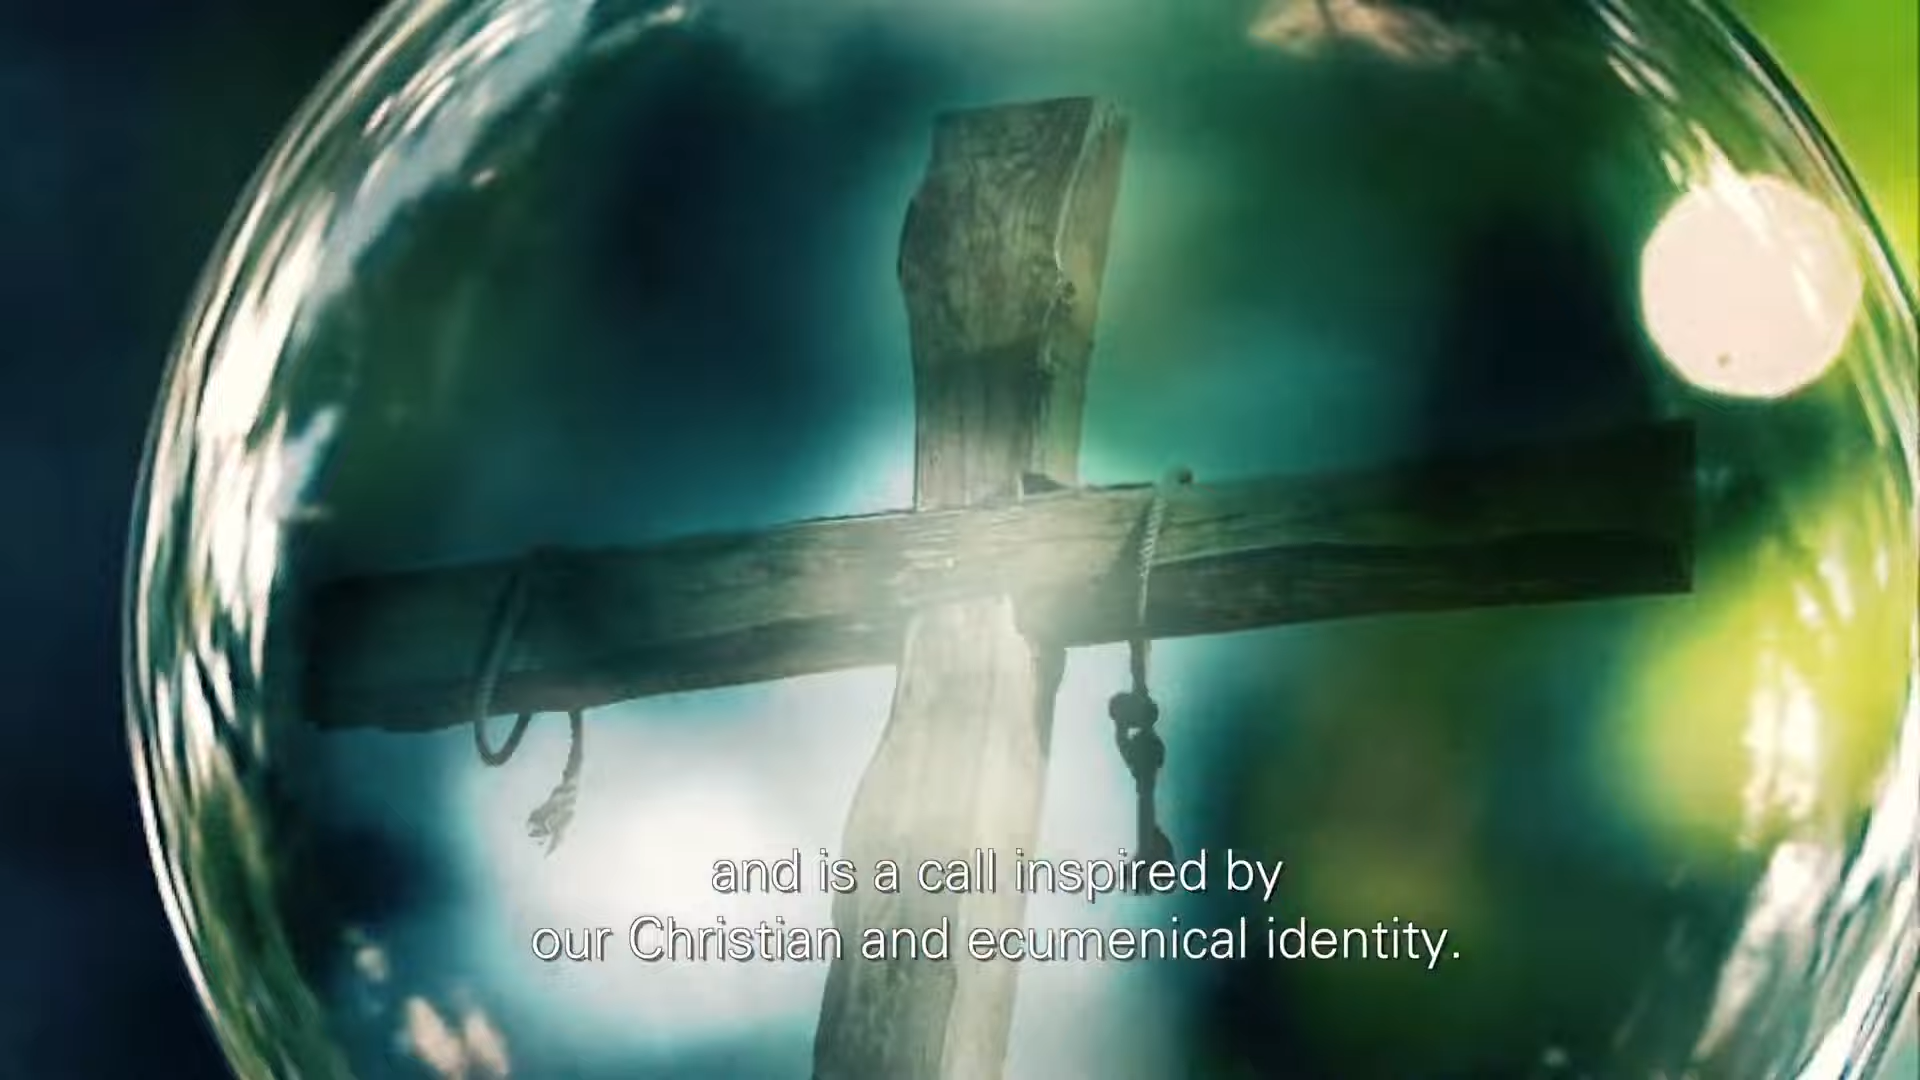 and is a call inspired by
our Christian and ecumenical identity.